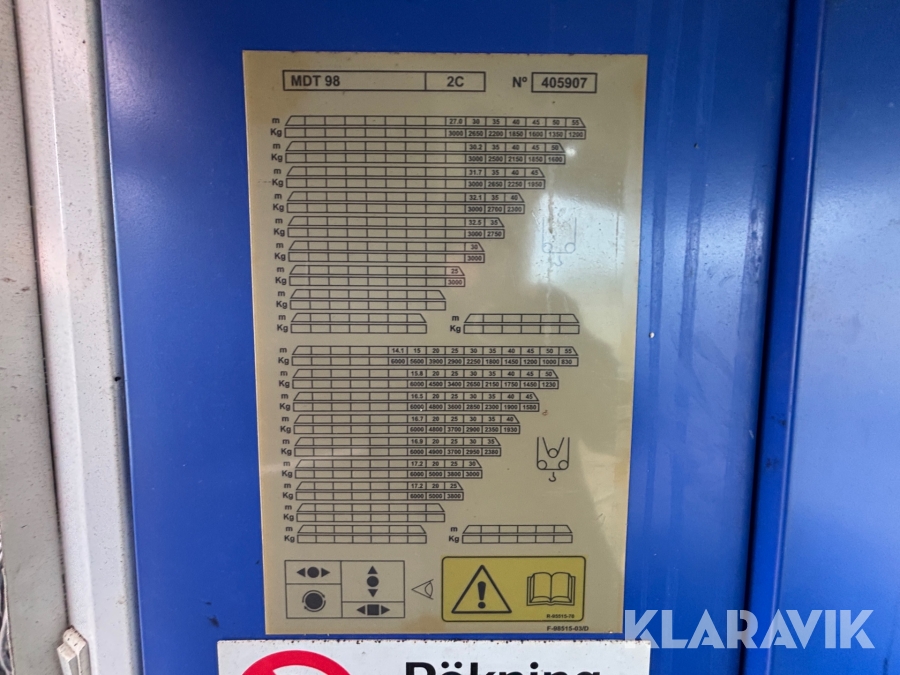 MDT 98 2C Nº 405907
m 27.0 30 35 40 45 50 55
Kg 3000 2650 2200 1850 1600 1350 1200
m 30.2 35 40 45 50
Kg 3000 2500 2150 1850 1600
m 31.7 35 40 45
Kg 3000 2650 2250 1950
m 32.1 35 40
Kg 3000 2700 2300
m 32.5 35
Kg 3000 2750
m 30
Kg 3000
m 25
Kg 3000
m
Kg
m m
Kg Kg
m 14.1 15 20 25 30 35 40 45 50 55
Kg 6000 5600 3900 2900 2250 1800 1450 1200 1000 830
m 15.8 20 25 30 35 40 45 50
Kg 6000 4500 3400 2650 2150 1750 1450 1230
m 16.5 20 25 30 35 40 45
Kg 6000 4800 3600 2850 2300 1900 1580
m 16.7 20 25 30 35 40
Kg 6000 4800 3700 2900 2350 1930
m 16.9 20 25 30 35
Kg 6000 4900 3700 2950 2380
m 17.2 20 25 30
Kg 6000 5000 3800 3000
m 17.2 20 25
Kg 6000 5000 3800
m
Kg
m m
Kg Kg
R-60515-76
F-60515-03/D
KLARAVIK
Rökning